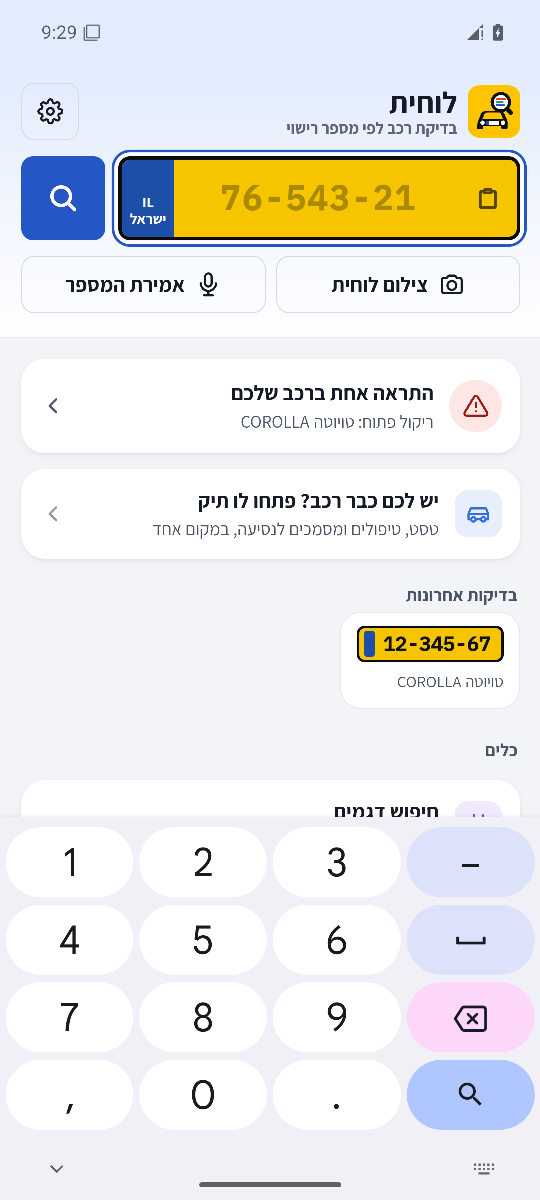 9:29
לוחית
בדיקת רכב לפי מספר רישוי
76-543-21
IL
ישראל
צילום לוחית
אמירת המספר
התראה אחת ברכב שלכם
ריקול פתוח: טויוטה COROLLA
יש לכם כבר רכב? פתחו לו תיק
טסט, טיפולים ומסמכים לנסיעה, במקום אחד
בדיקות אחרונות
12-345-67
טויוטה COROLLA
כלים
חיפוש דגמים
1 2 3 –
4 5 6
7 8 9
, 0 .